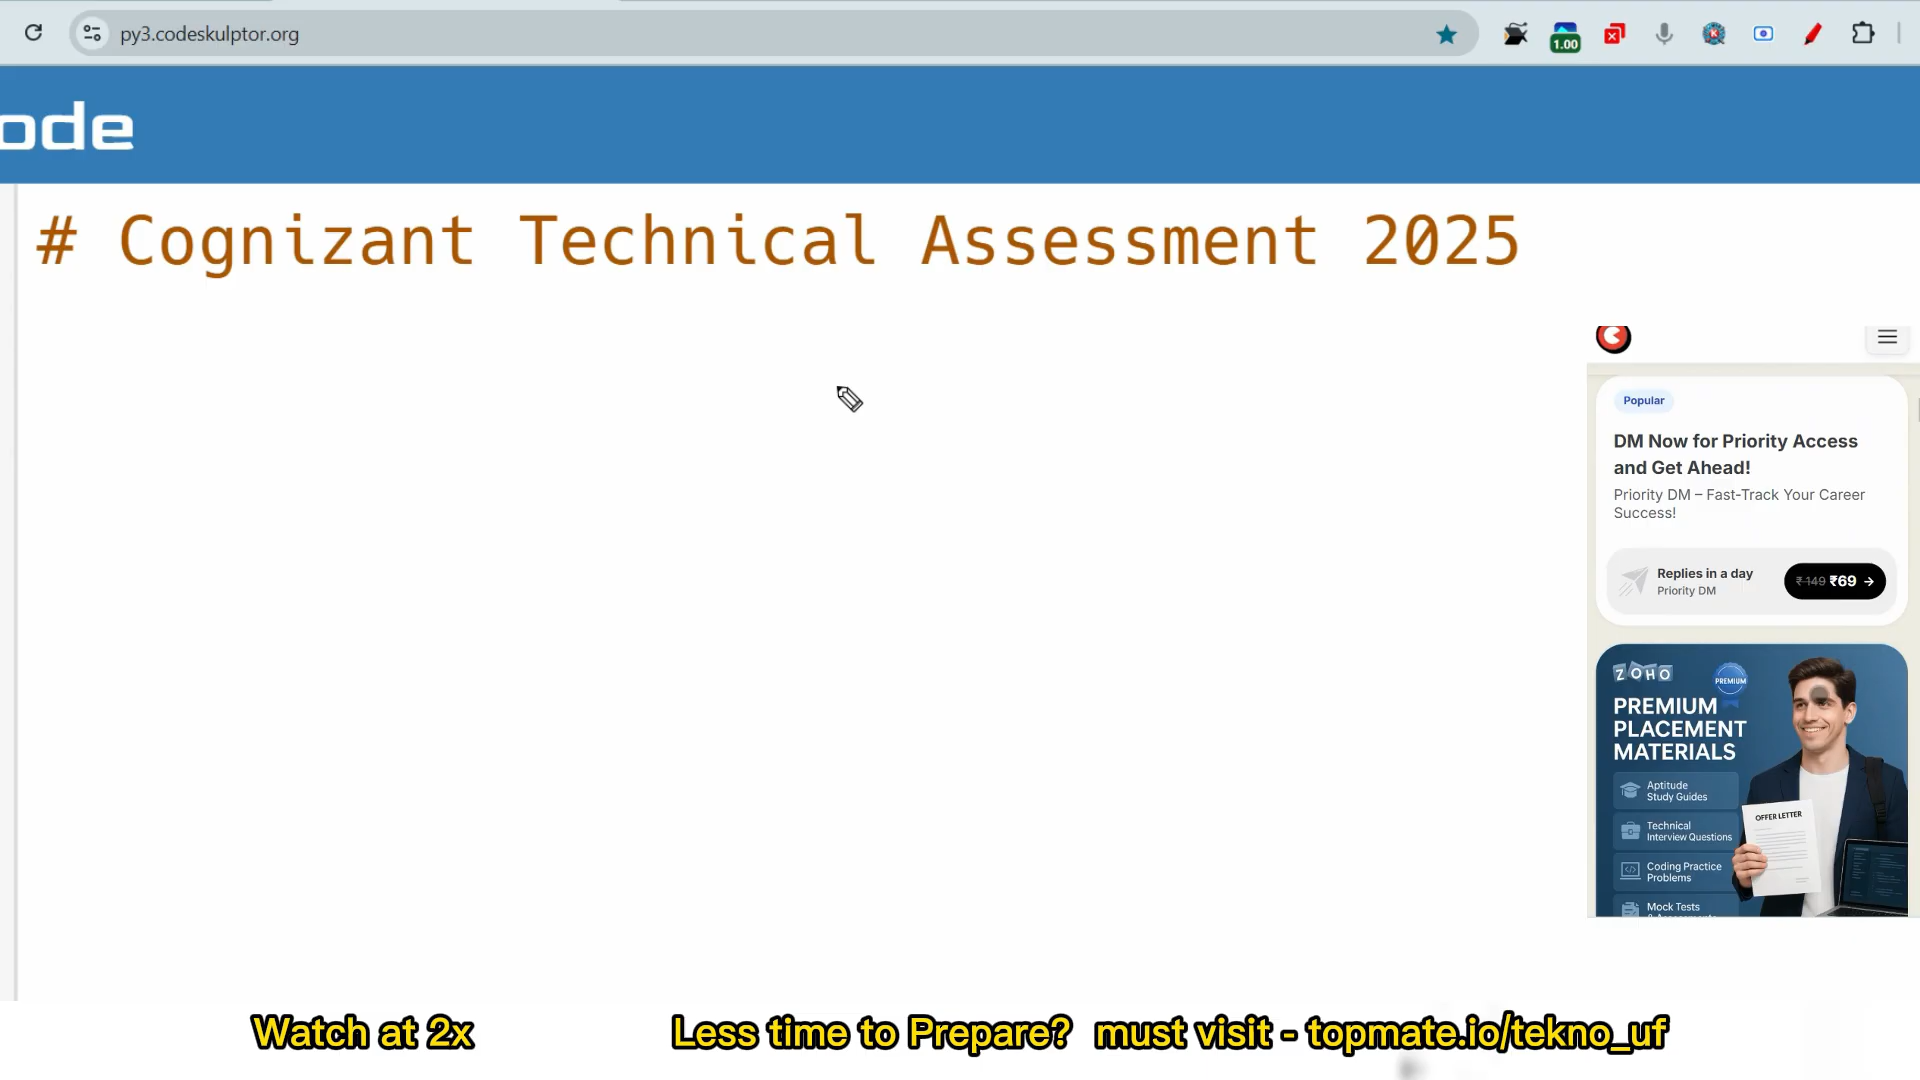 py3.codeskulptor.org
1.00
ode
# Cognizant Technical Assessment 2025
Popular
DM Now for Priority Access
and Get Ahead!
Priority DM – Fast-Track Your Career
Success!
Replies in a day
Priority DM
₹149 ₹69 →
ZOHO
PREMIUM
PREMIUM
PLACEMENT
MATERIALS
Aptitude
Study Guides
Technical
Interview Questions
Coding Practice
Problems
Mock Tests
OFFER LETTER
Watch at 2x
Less time to Prepare? must visit - topmate.io/tekno_uf